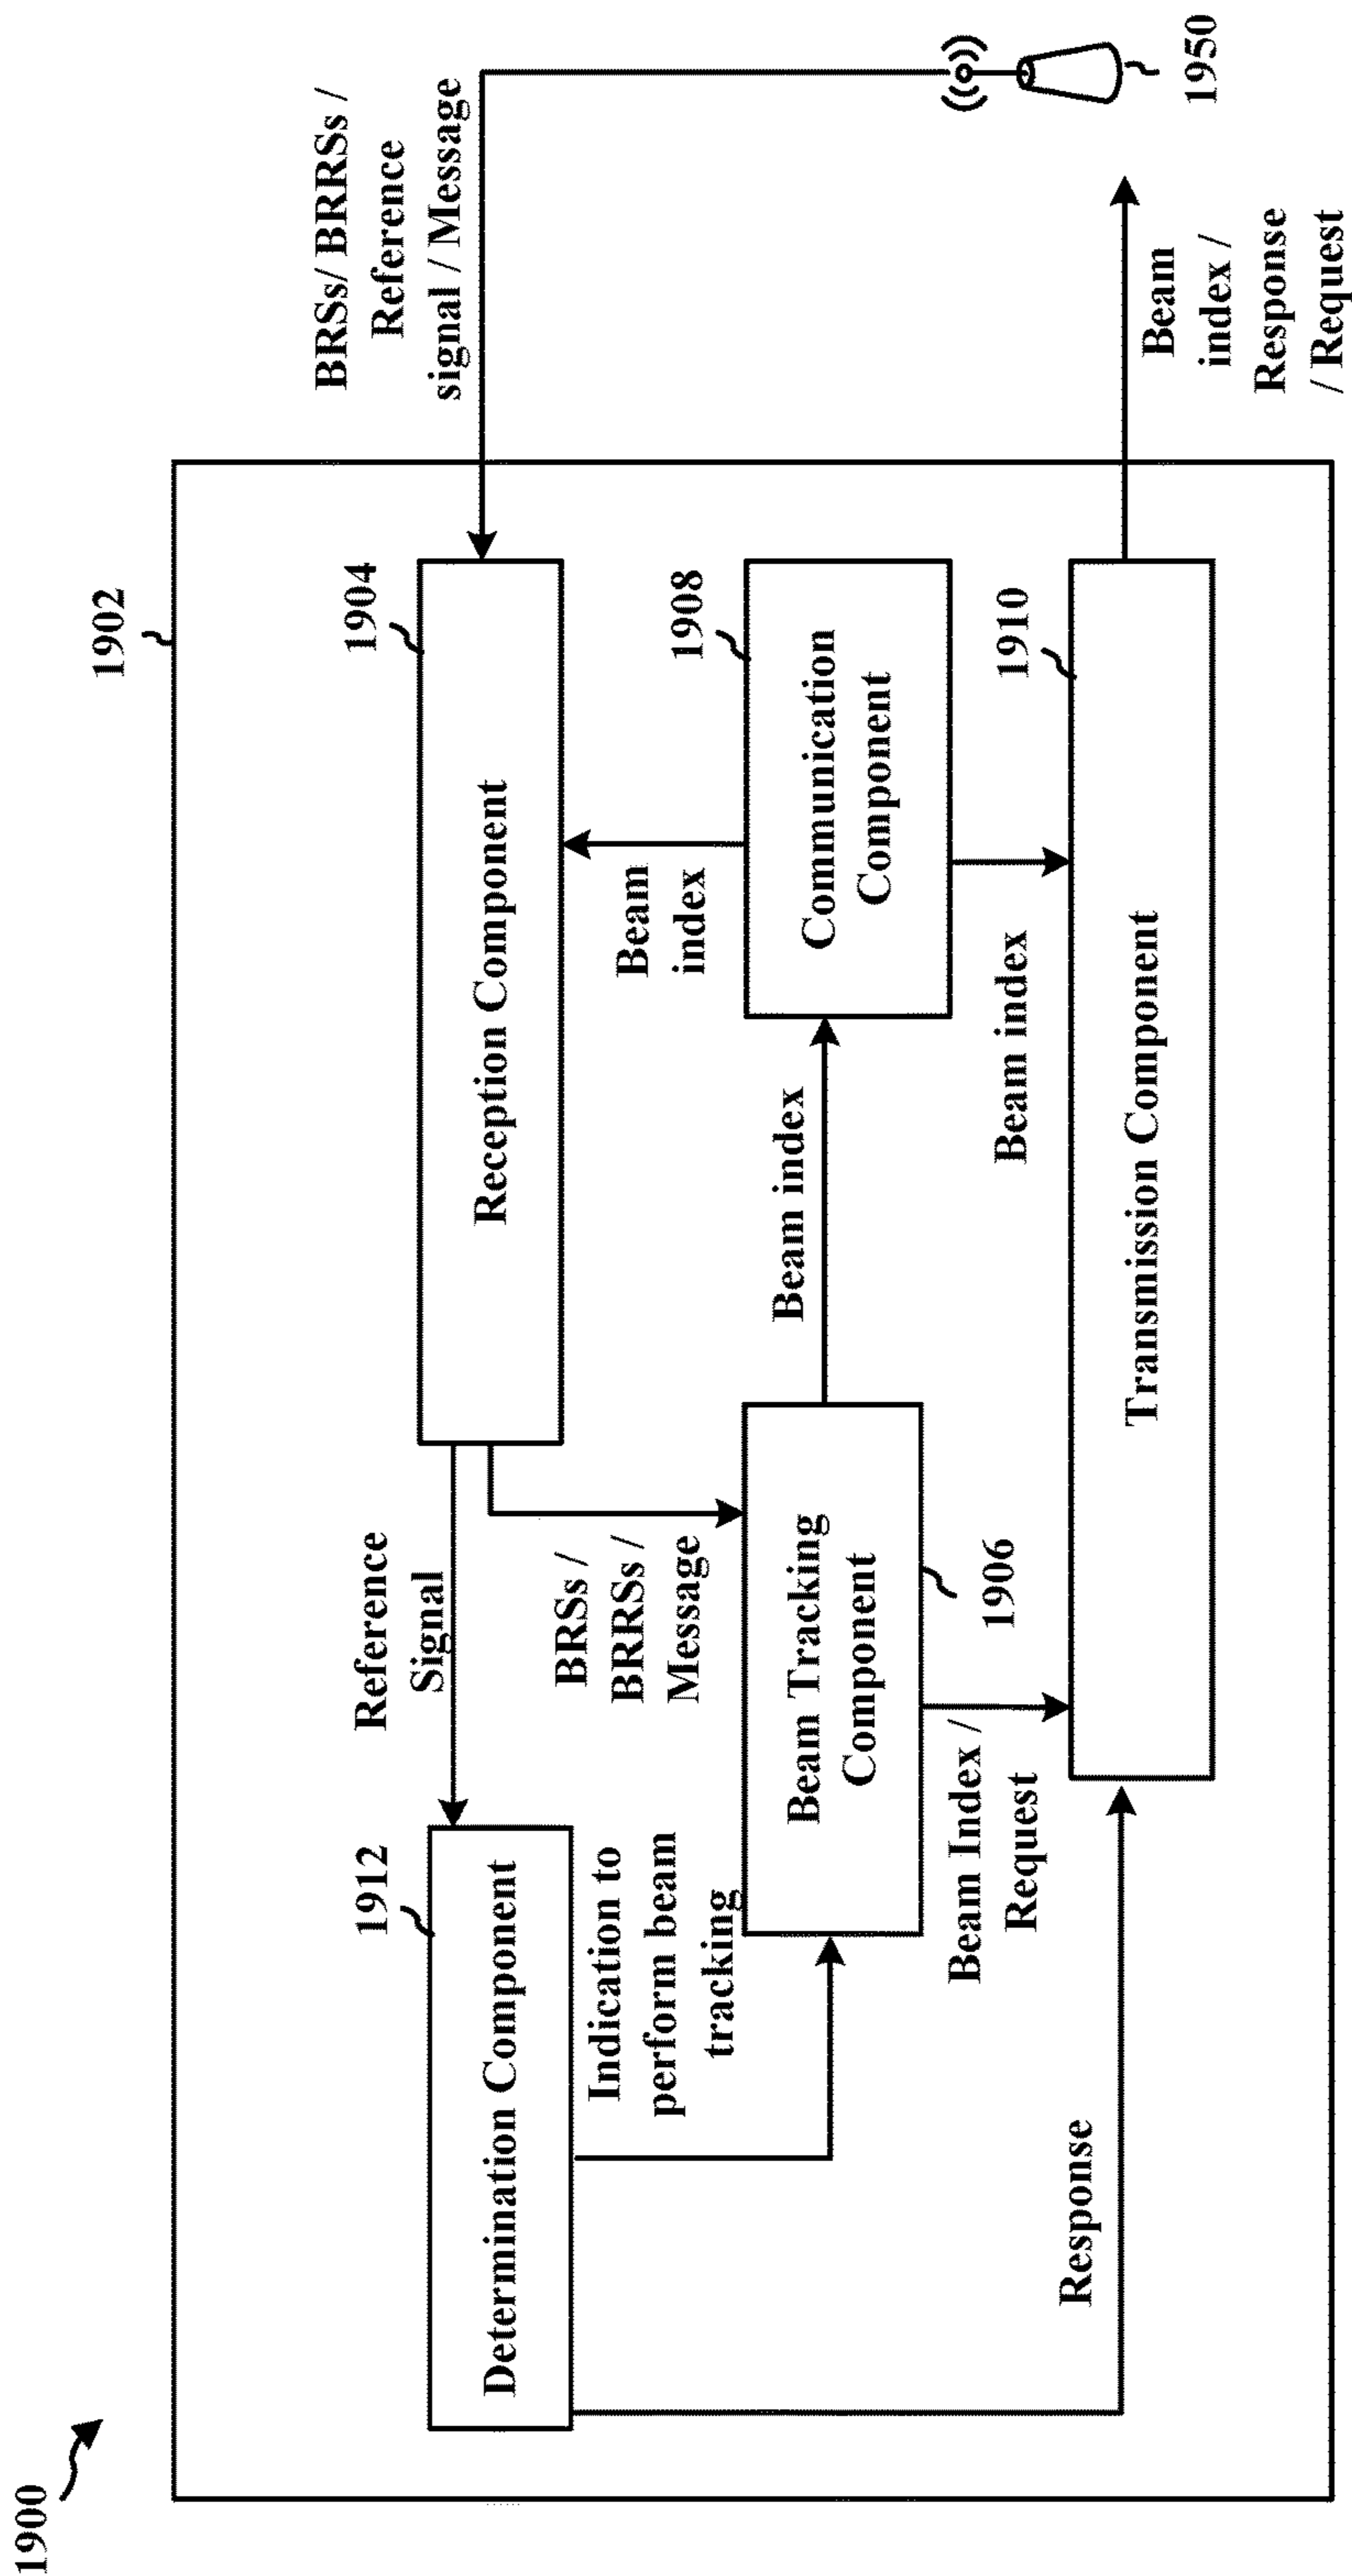 1900
1902
1912
Determination Component
Reference
Signal
1904
Reception Component
BRSs/ BRRSs /
Reference
signal / Message
1950
Indication to
perform beam
tracking
BRSs /
BRRSs /
Message
Beam Tracking
Component
1906
Beam index
Beam
index
1908
Communication
Component
Beam Index /
Request
Beam index
1910
Response
Transmission Component
Beam
index /
Response
/ Request